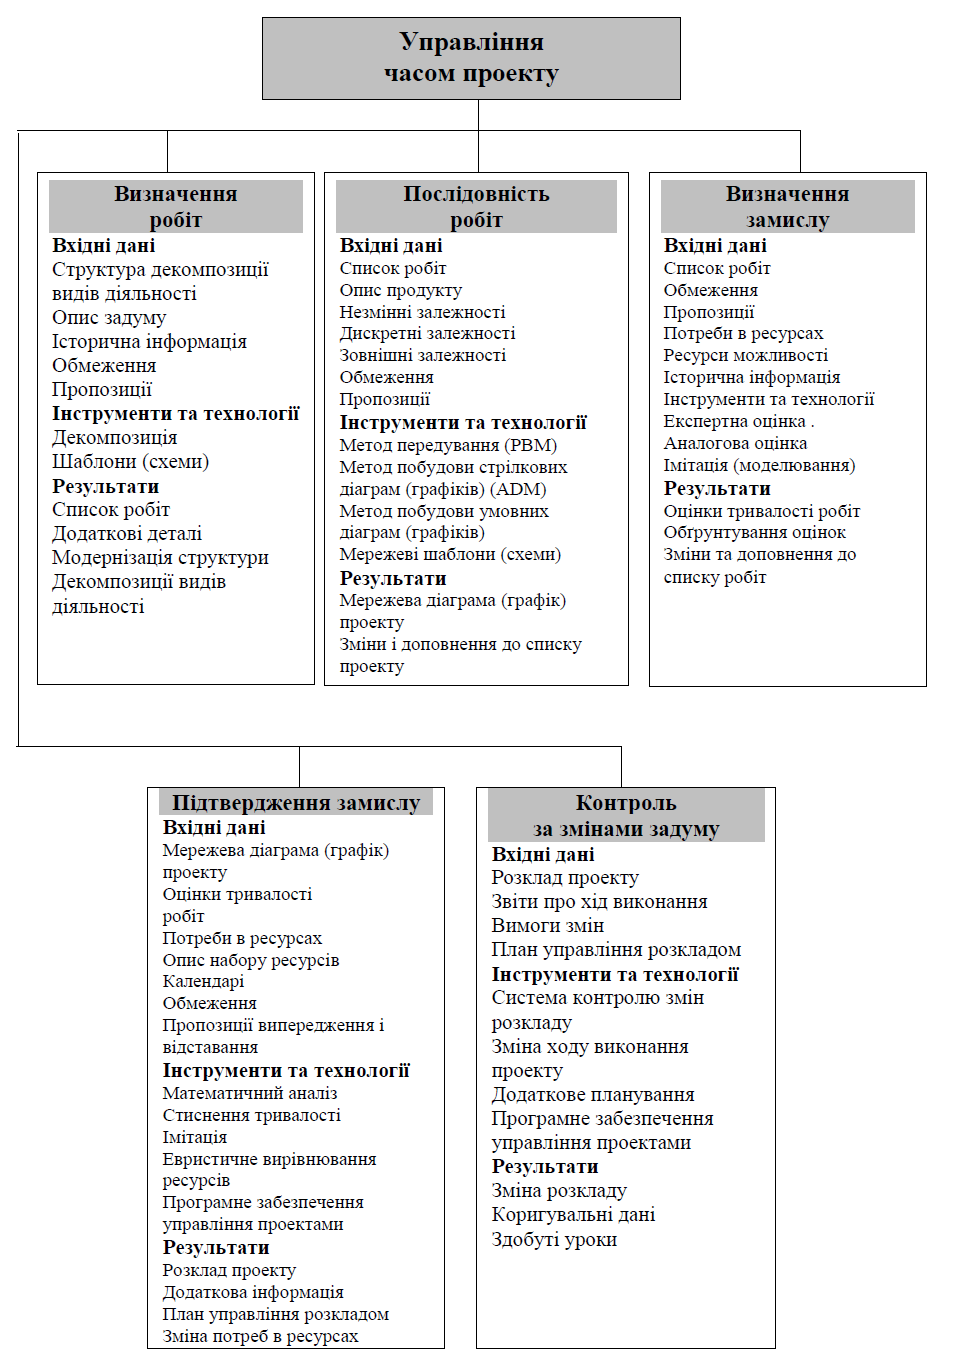 Управління
часом проекту
Визначення
робіт
Вхідні дані
Структура декомпозиції
видів діяльності
Опис задуму
Історична інформація
Обмеження
Пропозиції
Інструменти та технології
Декомпозиція
Шаблони (схеми)
Результати
Список робіт
Додаткові деталі
Модернізація структури
Декомпозиції видів
діяльності
Послідовність
робіт
Вхідні дані
Список робіт
Опис продукту
Незмінні залежності
Дискретні залежності
Зовнішні залежності
Обмеження
Пропозиції
Інструменти та технології
Метод передування (PBM)
Метод побудови стрілкових
діаграм (графіків) (ADM)
Метод побудови умовних
діаграм (графіків)
Мережеві шаблони (схеми)
Результати
Мережева діаграма (графік)
проекту
Зміни і доповнення до списку
проекту
Визначення
замислу
Вхідні дані
Список робіт
Обмеження
Пропозиції
Потреби в ресурсах
Ресурси можливості
Історична інформація
Інструменти та технології
Експертна оцінка .
Аналогова оцінка
Імітація (моделювання)
Результати
Оцінки тривалості робіт
Обґрунтування оцінок
Зміни та доповнення до
списку робіт
Підтвердження замислу
Вхідні дані
Мережева діаграма (графік)
проекту
Оцінки тривалості
робіт
Потреби в ресурсах
Опис набору ресурсів
Календарі
Обмеження
Пропозиції випередження і
відставання
Інструменти та технології
Математичний аналіз
Стиснення тривалості
Імітація
Евристичне вирівнювання
ресурсів
Програмне забезпечення
управління проектами
Результати
Розклад проекту
Додаткова інформація
План управління розкладом
Зміна потреб в ресурсах
Контроль
за змінами задуму
Вхідні дані
Розклад проекту
Звіти про хід виконання
Вимоги змін
План управління розкладом
Інструменти та технології
Система контролю змін
розкладу
Зміна ходу виконання
проекту
Додаткове планування
Програмне забезпечення
управління проектами
Результати
Зміна розкладу
Коригувальні дані
Здобуті уроки